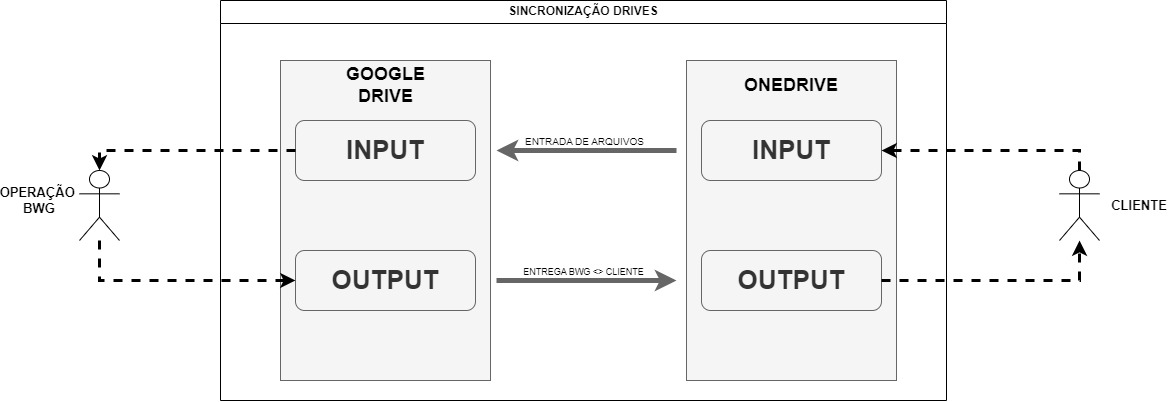 SINCRONIZAÇÃO DRIVES
GOOGLE
DRIVE
ONEDRIVE
INPUT
ENTRADA DE ARQUIVOS
INPUT
OPERAÇÃO
BWG
CLIENTE
OUTPUT
ENTREGA BWG <> CLIENTE
OUTPUT